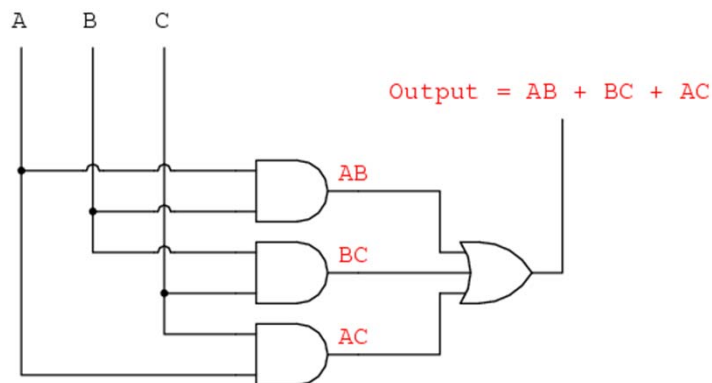 A B C
Output = AB + BC + AC
AB
BC
AC